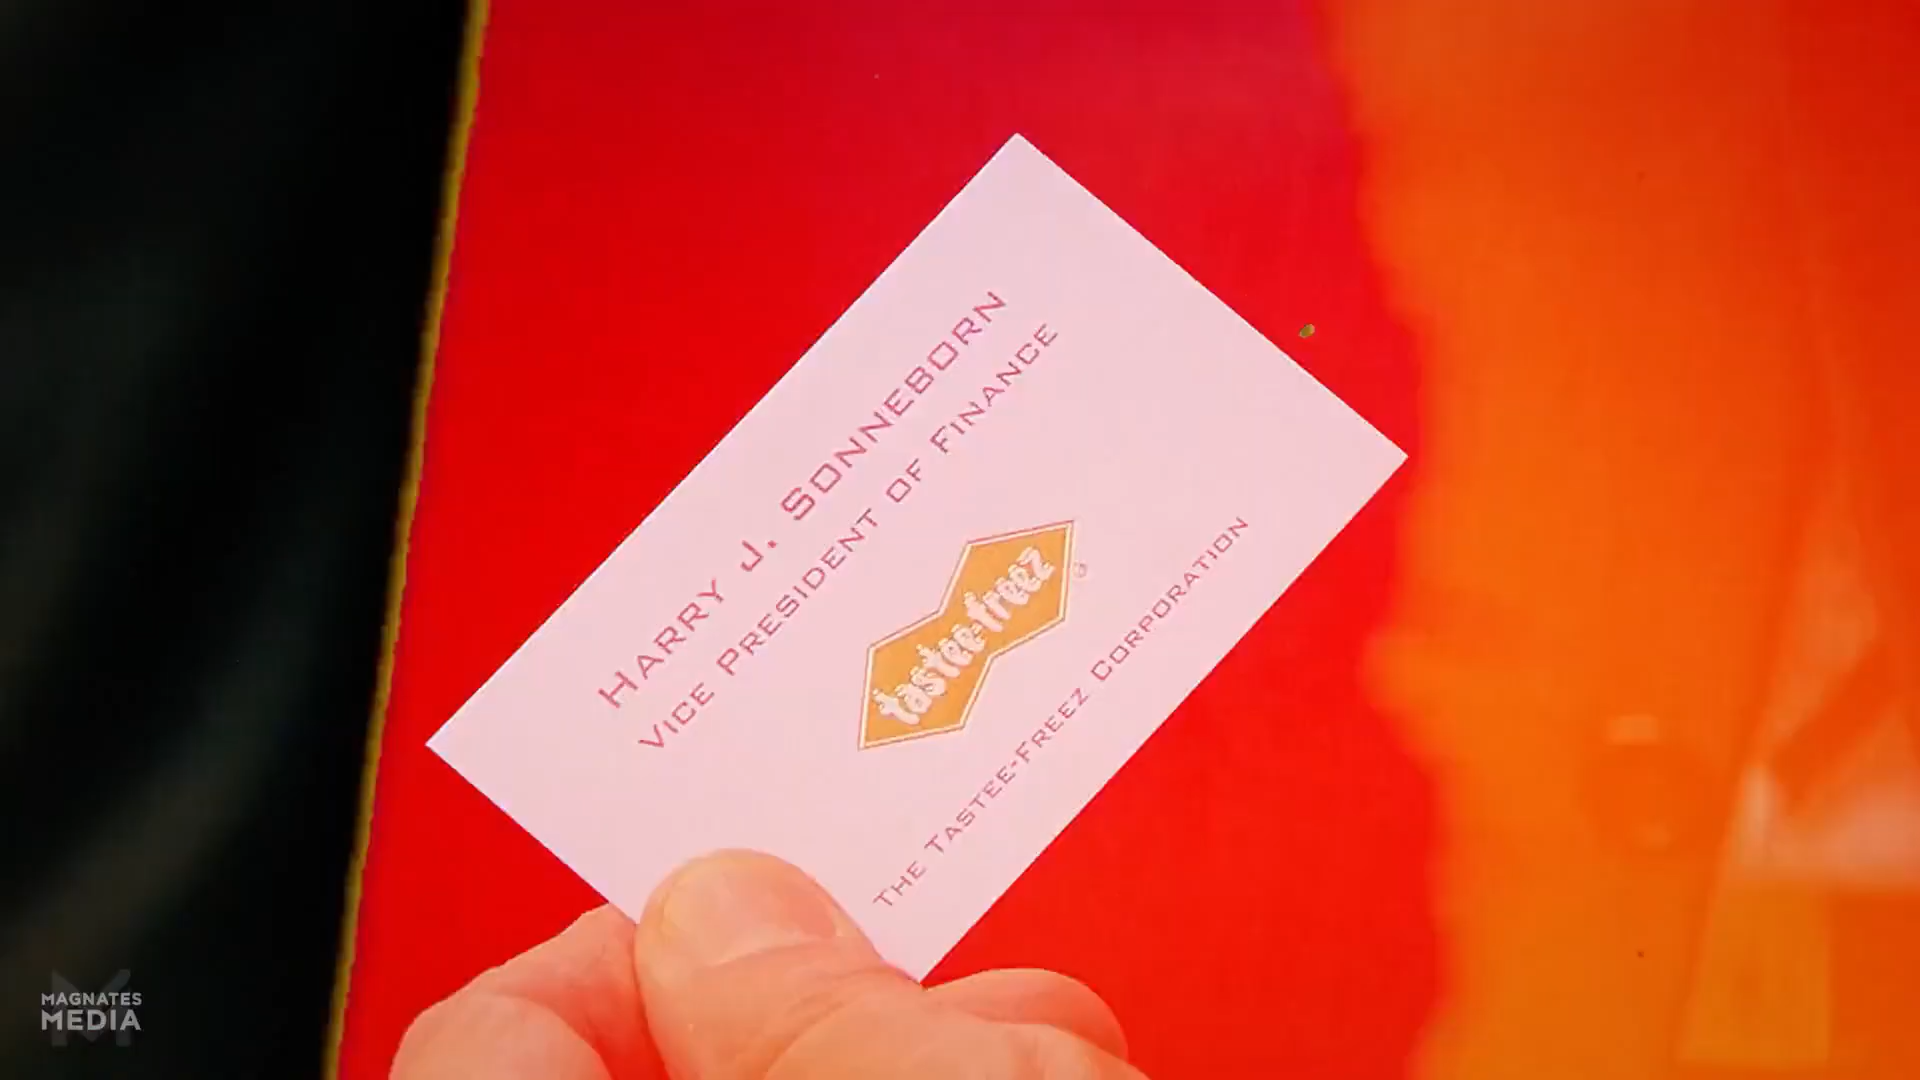 HARRY J. SONNEBORN
VICE PRESIDENT OF FINANCE
tastee-freez
THE TASTEE-FREEZ CORPORATION
MAGNATES
MEDIA